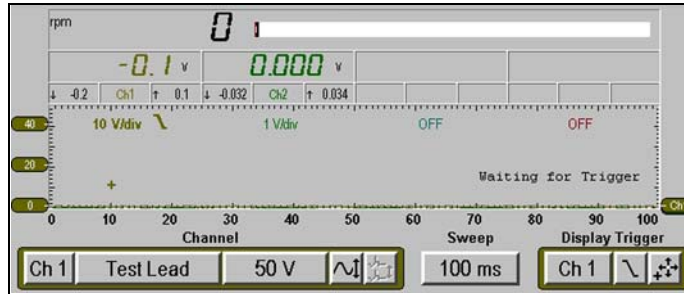 rpm 0
-0.1 v 0.000 v
↓ -0.2 Ch1 ↑ 0.1 ↓ -0.032 Ch2 ↑ 0.034
40 10 V/div 1 V/div OFF OFF
20
Waiting for Trigger
0 Ch1
0 10 20 30 40 50 60 70 80 90 100
Channel Sweep Display Trigger
Ch 1 Test Lead 50 V 100 ms Ch 1